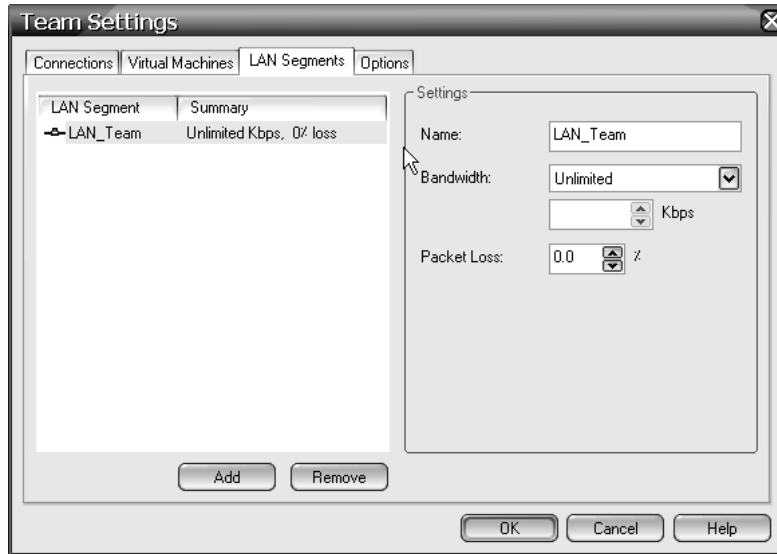 Team Settings
Connections Virtual Machines LAN Segments Options
LAN Segment Summary
LAN_Team Unlimited Kbps, 0% loss
Settings
Name: LAN_Team
Bandwidth: Unlimited
Kbps
Packet Loss: 0.0 %
Add Remove
OK Cancel Help